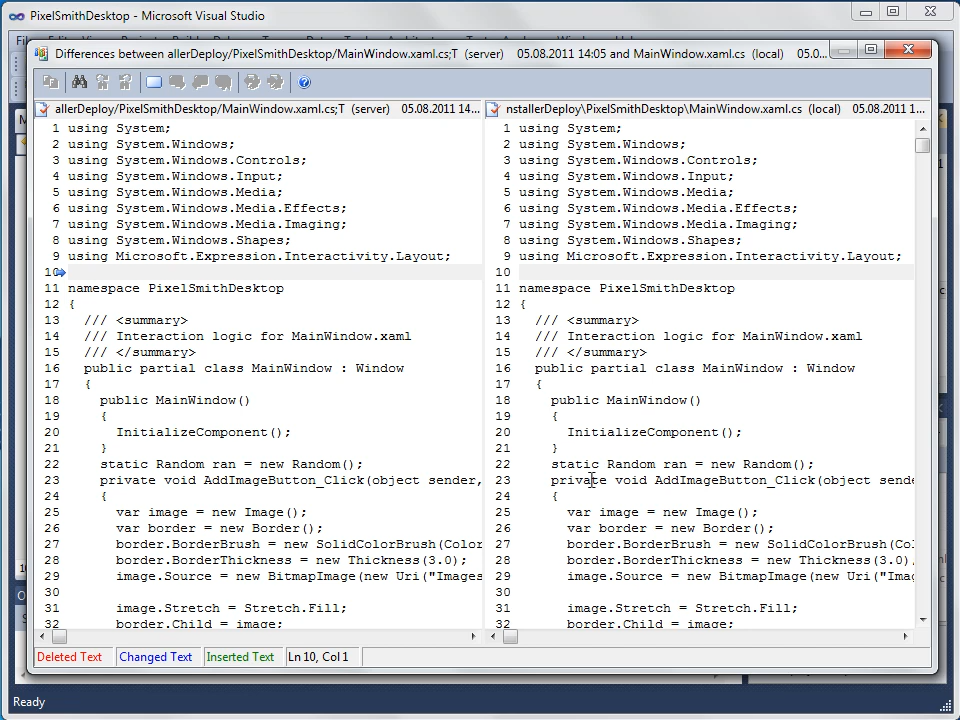 PixelSmithDesktop - Microsoft Visual Studio
Differences between allerDeploy/PixelSmithDesktop/MainWindow.xaml.cs;T (server) 05.08.2011 14:05 and MainWindow.xaml.cs (local) 05.0...
allerDeploy/PixelSmithDesktop/MainWindow.xaml.cs;T (server) 05.08.2011 14...
1 using System;
2 using System.Windows;
3 using System.Windows.Controls;
4 using System.Windows.Input;
5 using System.Windows.Media;
6 using System.Windows.Media.Effects;
7 using System.Windows.Media.Imaging;
8 using System.Windows.Shapes;
9 using Microsoft.Expression.Interactivity.Layout;
10
11 namespace PixelSmithDesktop
12 {
13 /// <summary>
14 /// Interaction logic for MainWindow.xaml
15 /// </summary>
16 public partial class MainWindow : Window
17 {
18 public MainWindow()
19 {
20 InitializeComponent();
21 }
22 static Random ran = new Random();
23 private void AddImageButton_Click(object sender,
24 {
25 var image = new Image();
26 var border = new Border();
27 border.BorderBrush = new SolidColorBrush(Color
28 border.BorderThickness = new Thickness(3.0);
29 image.Source = new BitmapImage(new Uri("Images
30
31 image.Stretch = Stretch.Fill;
32 border.Child = image;
nstallerDeploy\PixelSmithDesktop\MainWindow.xaml.cs (local) 05.08.2011 1...
1 using System;
2 using System.Windows;
3 using System.Windows.Controls;
4 using System.Windows.Input;
5 using System.Windows.Media;
6 using System.Windows.Media.Effects;
7 using System.Windows.Media.Imaging;
8 using System.Windows.Shapes;
9 using Microsoft.Expression.Interactivity.Layout;
10
11 namespace PixelSmithDesktop
12 {
13 /// <summary>
14 /// Interaction logic for MainWindow.xaml
15 /// </summary>
16 public partial class MainWindow : Window
17 {
18 public MainWindow()
19 {
20 InitializeComponent();
21 }
22 static Random ran = new Random();
23 private void AddImageButton_Click(object sende
24 {
25 var image = new Image();
26 var border = new Border();
27 border.BorderBrush = new SolidColorBrush(Co
28 border.BorderThickness = new Thickness(3.0)
29 image.Source = new BitmapImage(new Uri("Imag
30
31 image.Stretch = Stretch.Fill;
32 border.Child = image;
Deleted Text Changed Text Inserted Text Ln 10, Col 1
Ready